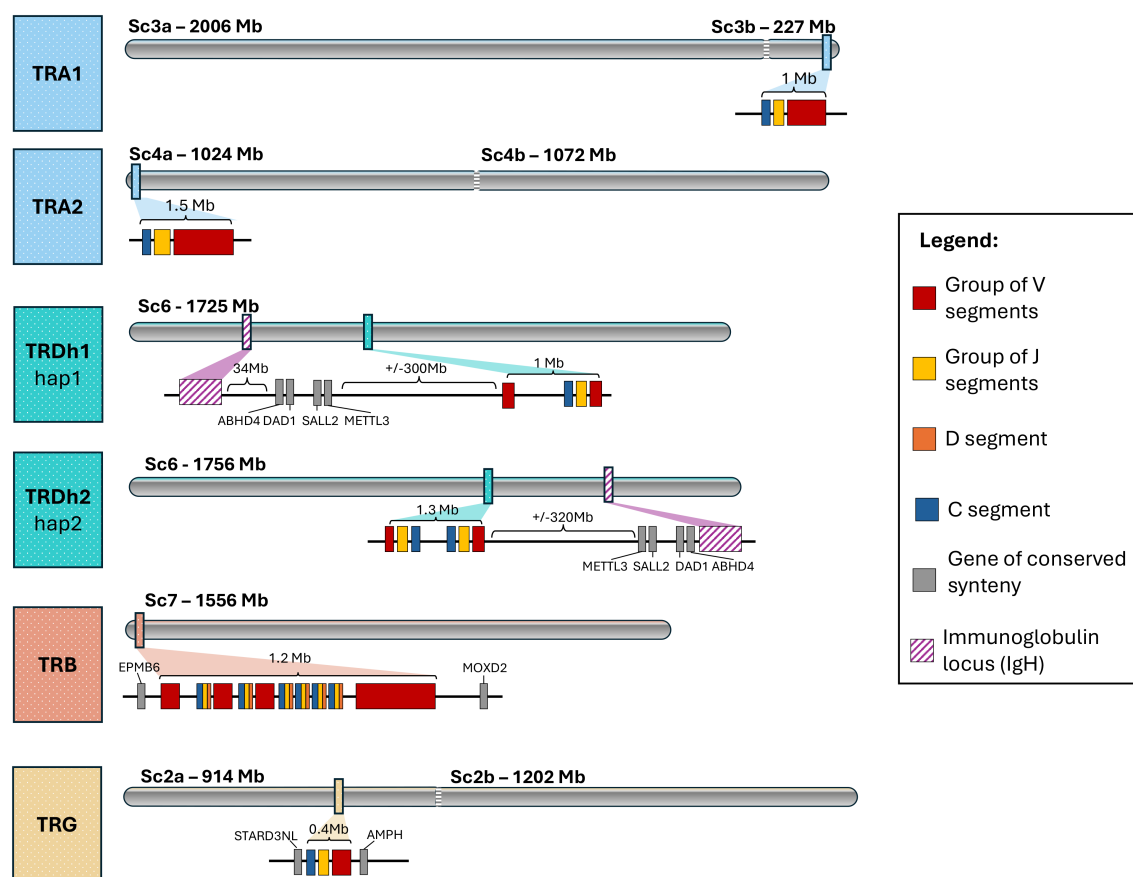 TRA1
Sc3a – 2006 Mb
Sc3b – 227 Mb
1 Mb
TRA2
Sc4a – 1024 Mb
Sc4b – 1072 Mb
1.5 Mb
TRDh1
hap1
Sc6 - 1725 Mb
34Mb
+/-300Mb
1 Mb
ABHD4 DAD1 SALL2 METTL3
TRDh2
hap2
Sc6 - 1756 Mb
1.3 Mb
+/-320Mb
METTL3 SALL2 DAD1 ABHD4
TRB
Sc7 – 1556 Mb
EPMB6
1.2 Mb
MOXD2
TRG
Sc2a – 914 Mb
Sc2b – 1202 Mb
STARD3NL
0.4Mb
AMPH
Legend:
Group of V
segments
Group of J
segments
D segment
C segment
Gene of conserved
synteny
Immunoglobulin
locus (IgH)